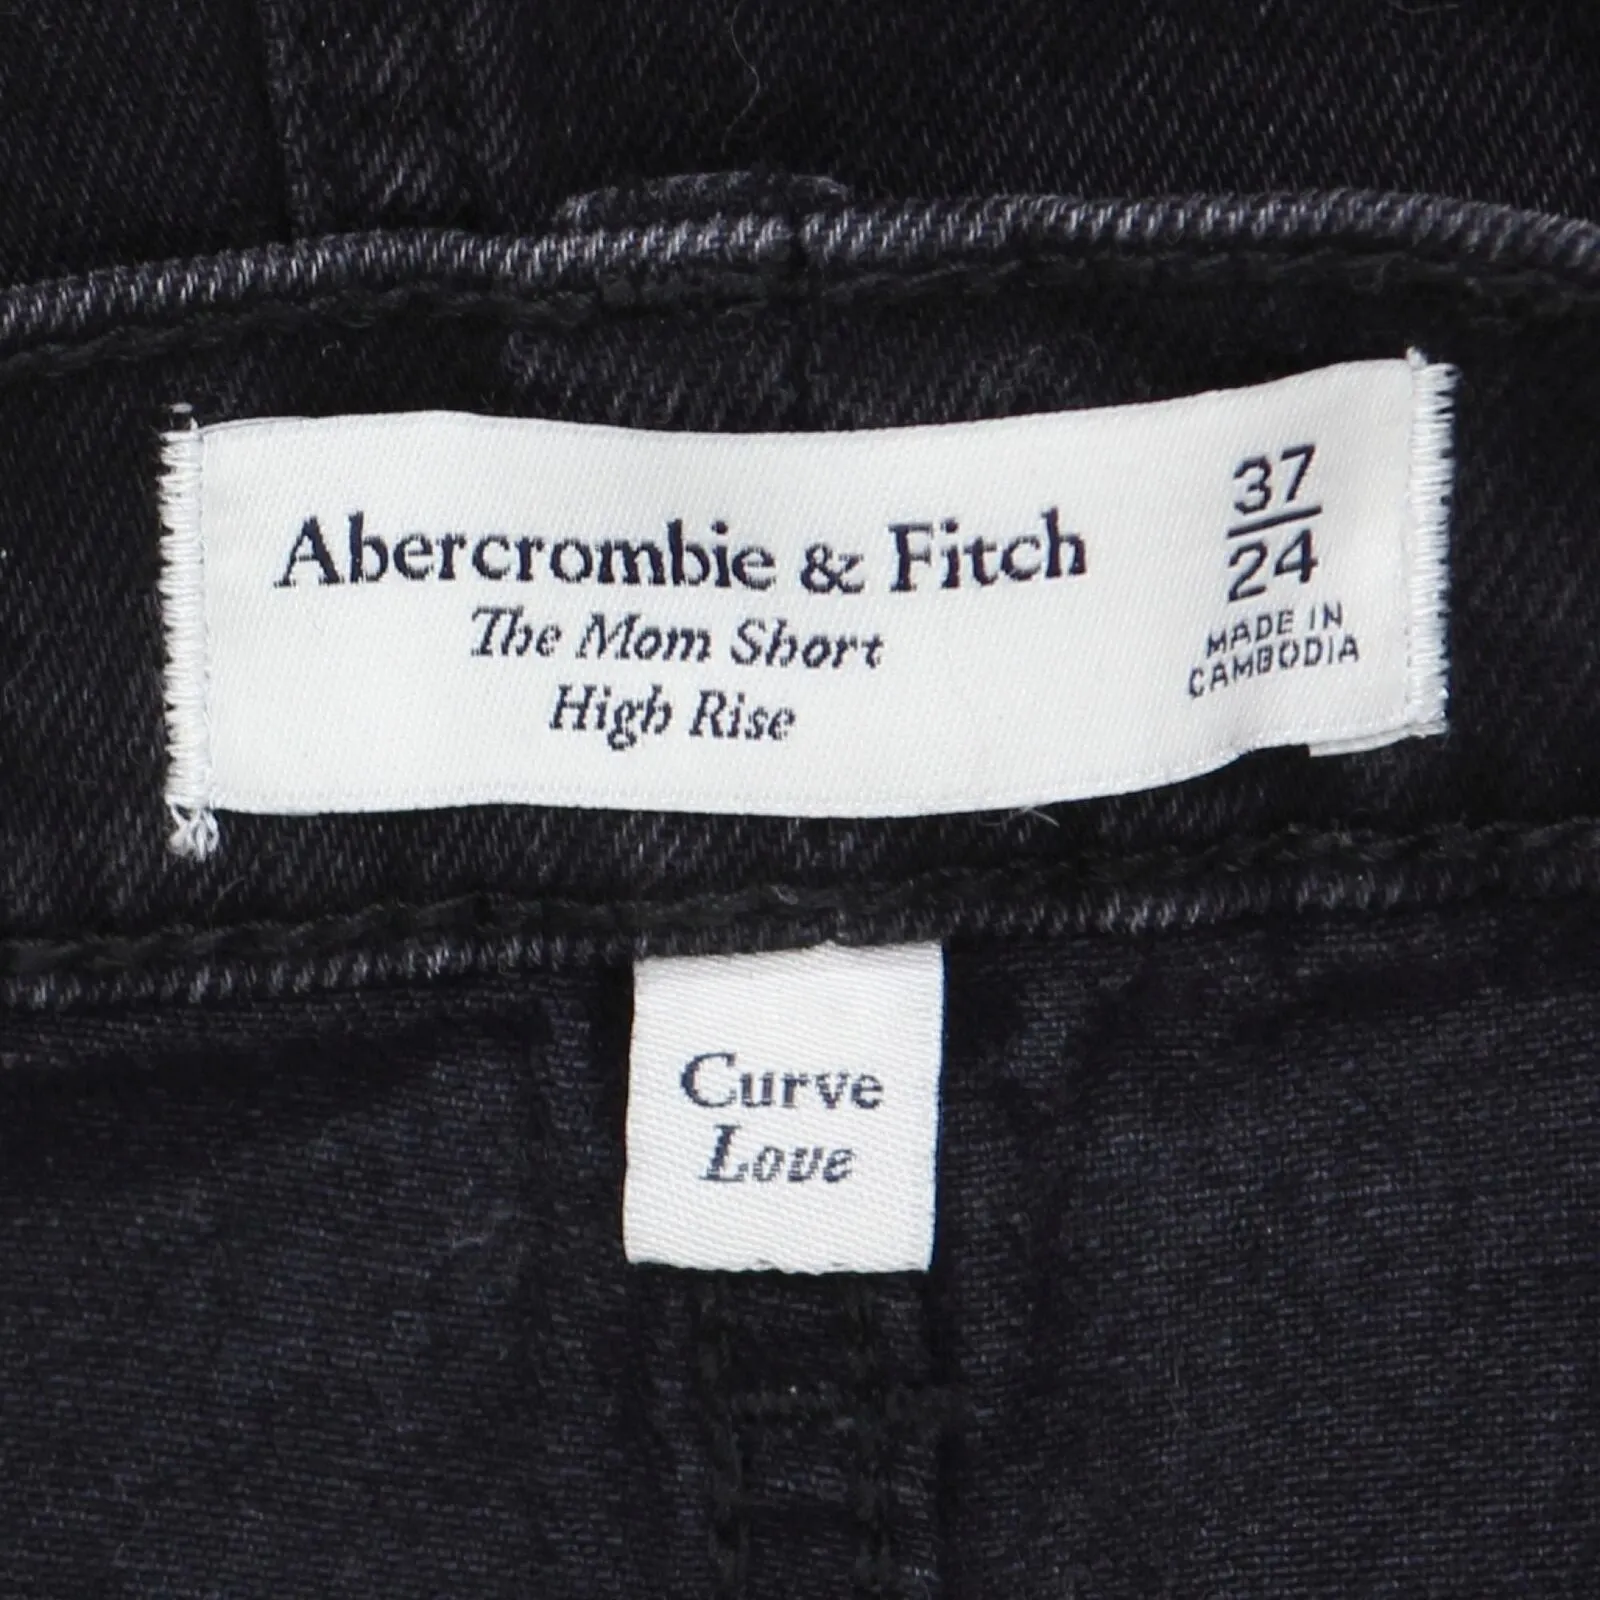 Abercrombie & Fitch
The Mom Short
High Rise
37
24
MADE IN
CAMBODIA
Curve
Love